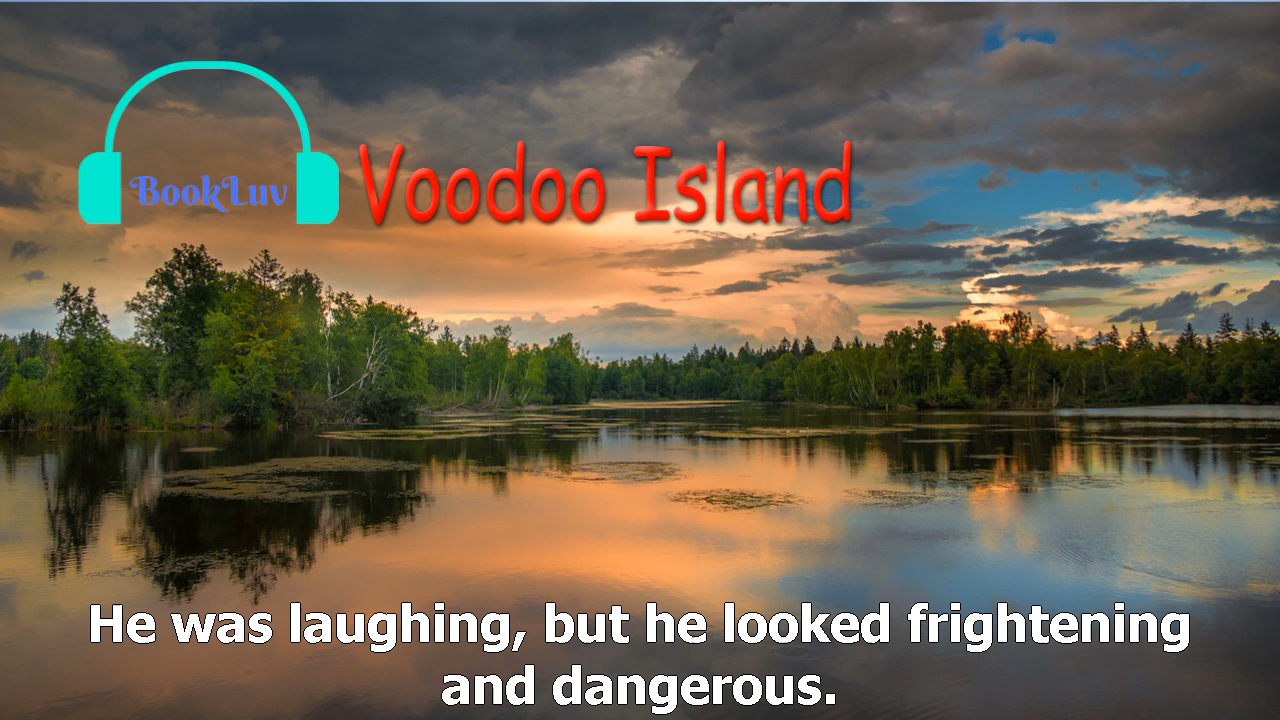 BookLuv
Voodoo Island
He was laughing, but he looked frightening
and dangerous.